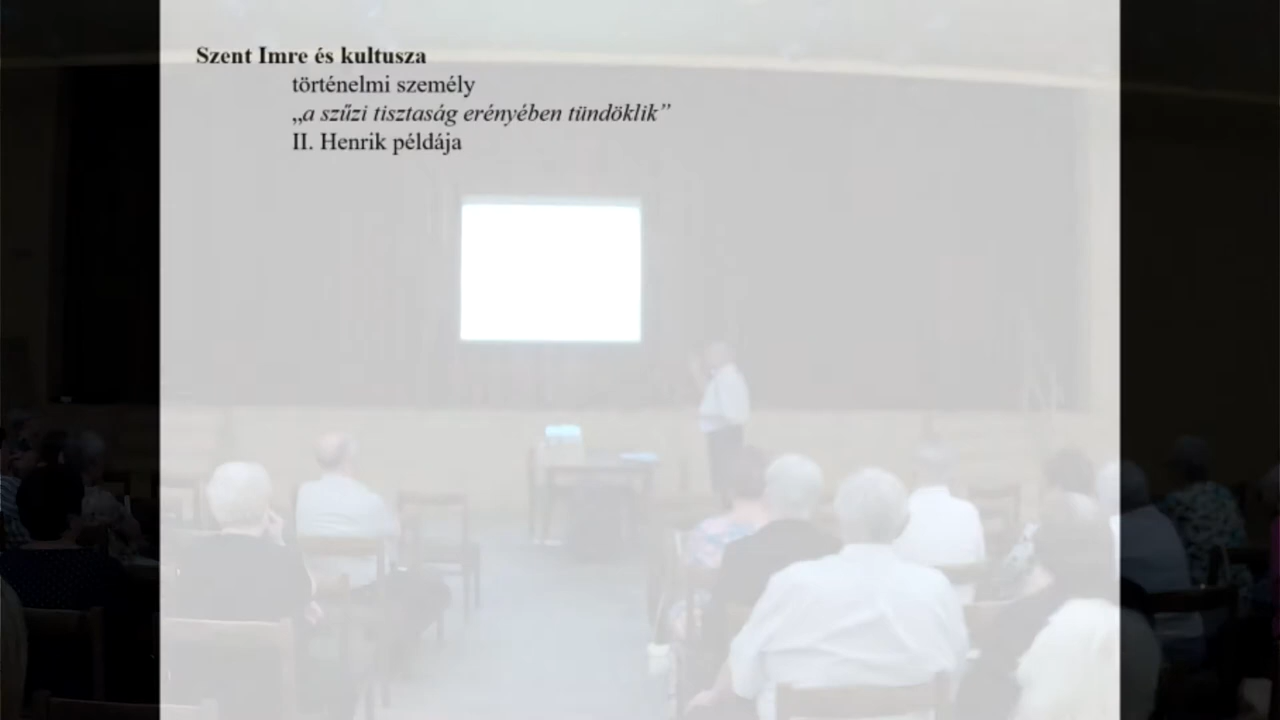 Szent Imre és kultusza
történelmi személy
„a szűzi tisztaság erényében tündöklik”
II. Henrik példája